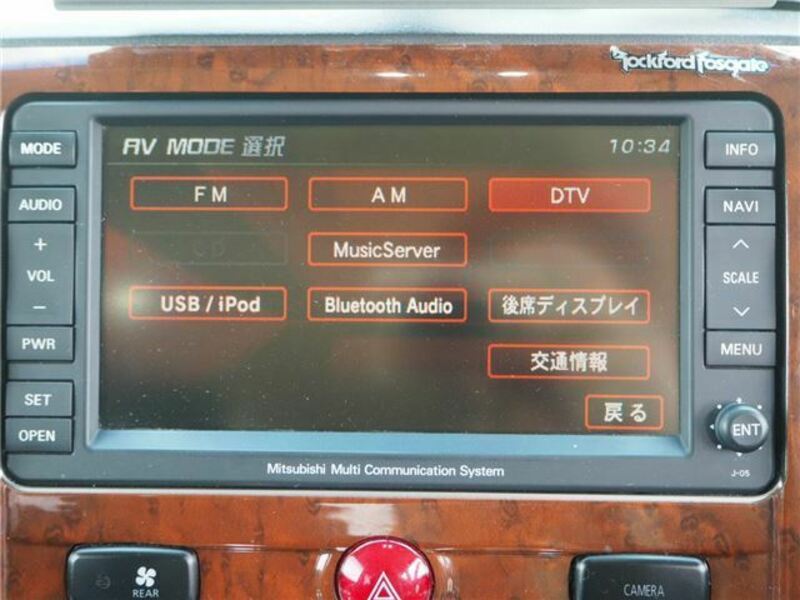 Rockford Fosgate
AV MODE 選択 10:34
FM AM DTV
CD MusicServer
USB / iPod Bluetooth Audio 後席ディスプレイ
交通情報
戻る
MODE
AUDIO
+
VOL
−
PWR
SET
OPEN
INFO
NAVI
SCALE
MENU
ENT
J-05
Mitsubishi Multi Communication System
REAR
CAMERA